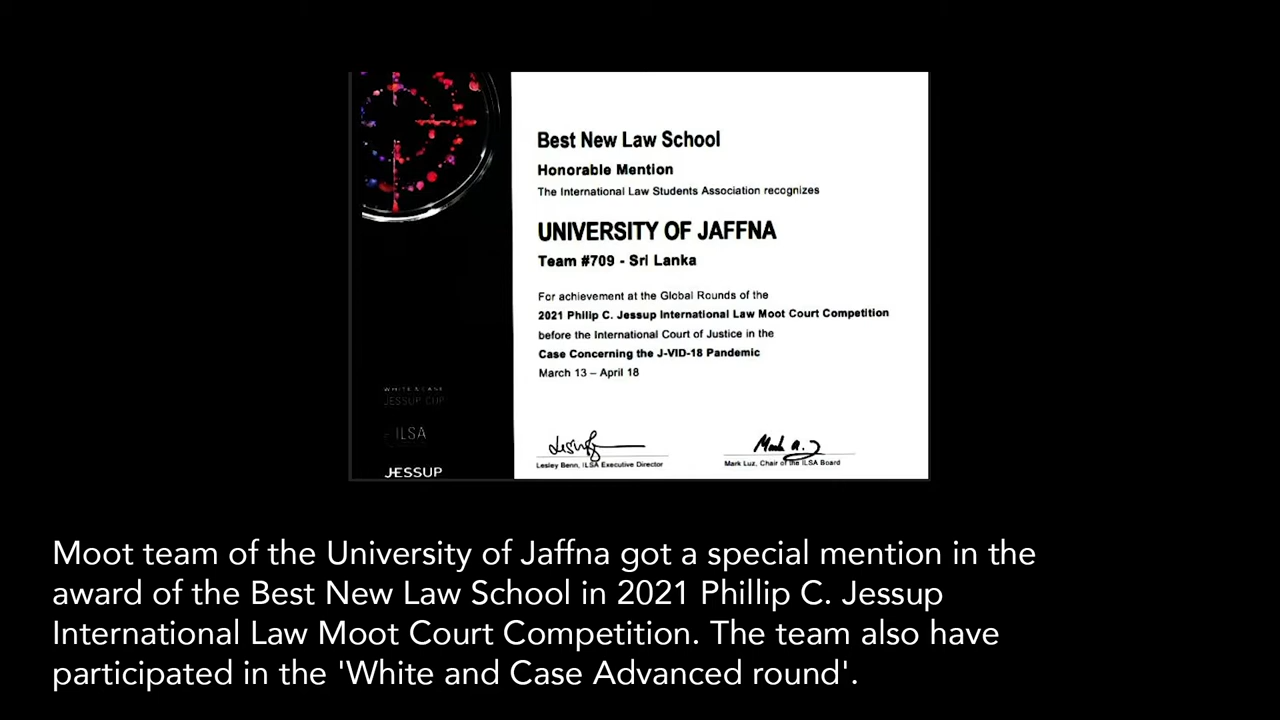 Best New Law School
Honorable Mention
The International Law Students Association recognizes
UNIVERSITY OF JAFFNA
Team #709 - Sri Lanka
For achievement at the Global Rounds of the
2021 Philip C. Jessup International Law Moot Court Competition
before the International Court of Justice in the
Case Concerning the J-VID-18 Pandemic
March 13 – April 18
WHITE & CASE
JESSUP CUP
ILSA
JESSUP
Lesley Benn, ILSA Executive Director
Mark Luz, Chair of the ILSA Board
Moot team of the University of Jaffna got a special mention in the
award of the Best New Law School in 2021 Phillip C. Jessup
International Law Moot Court Competition. The team also have
participated in the 'White and Case Advanced round'.